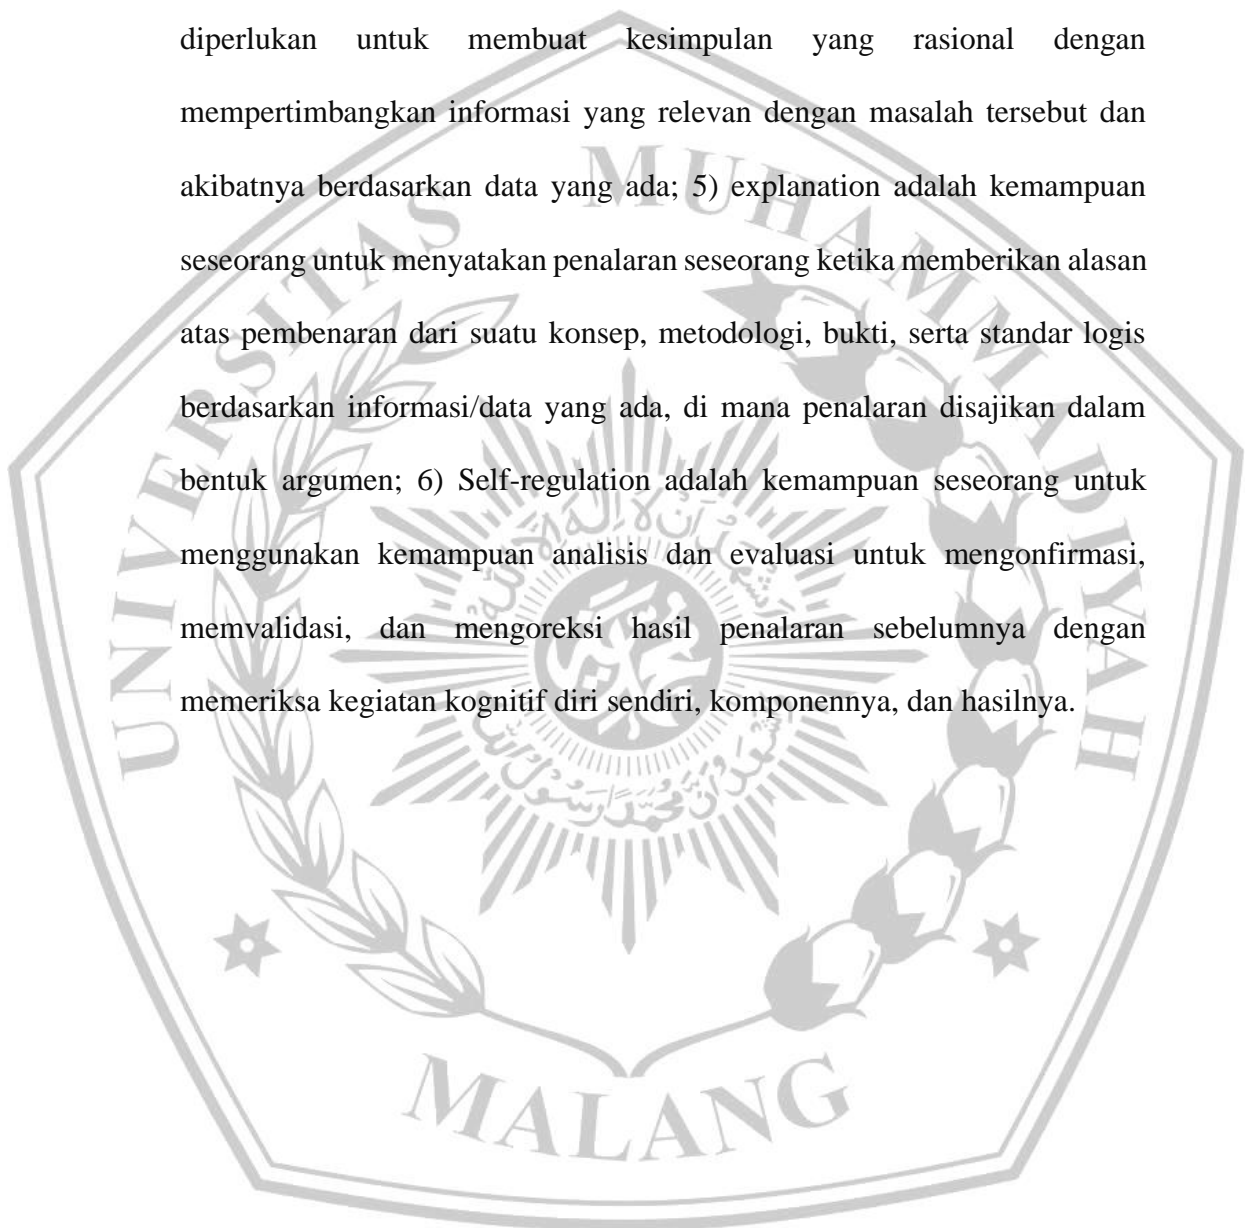 diperlukan untuk membuat kesimpulan yang rasional dengan
mempertimbangkan informasi yang relevan dengan masalah tersebut dan
akibatnya berdasarkan data yang ada; 5) explanation adalah kemampuan
seseorang untuk menyatakan penalaran seseorang ketika memberikan alasan
atas pembenaran dari suatu konsep, metodologi, bukti, serta standar logis
berdasarkan informasi/data yang ada, di mana penalaran disajikan dalam
bentuk argumen; 6) Self-regulation adalah kemampuan seseorang untuk
menggunakan kemampuan analisis dan evaluasi untuk mengonfirmasi,
memvalidasi, dan mengoreksi hasil penalaran sebelumnya dengan
memeriksa kegiatan kognitif diri sendiri, komponennya, dan hasilnya.
UNIVERSITAS MUHAMMADIYAH
MALANG